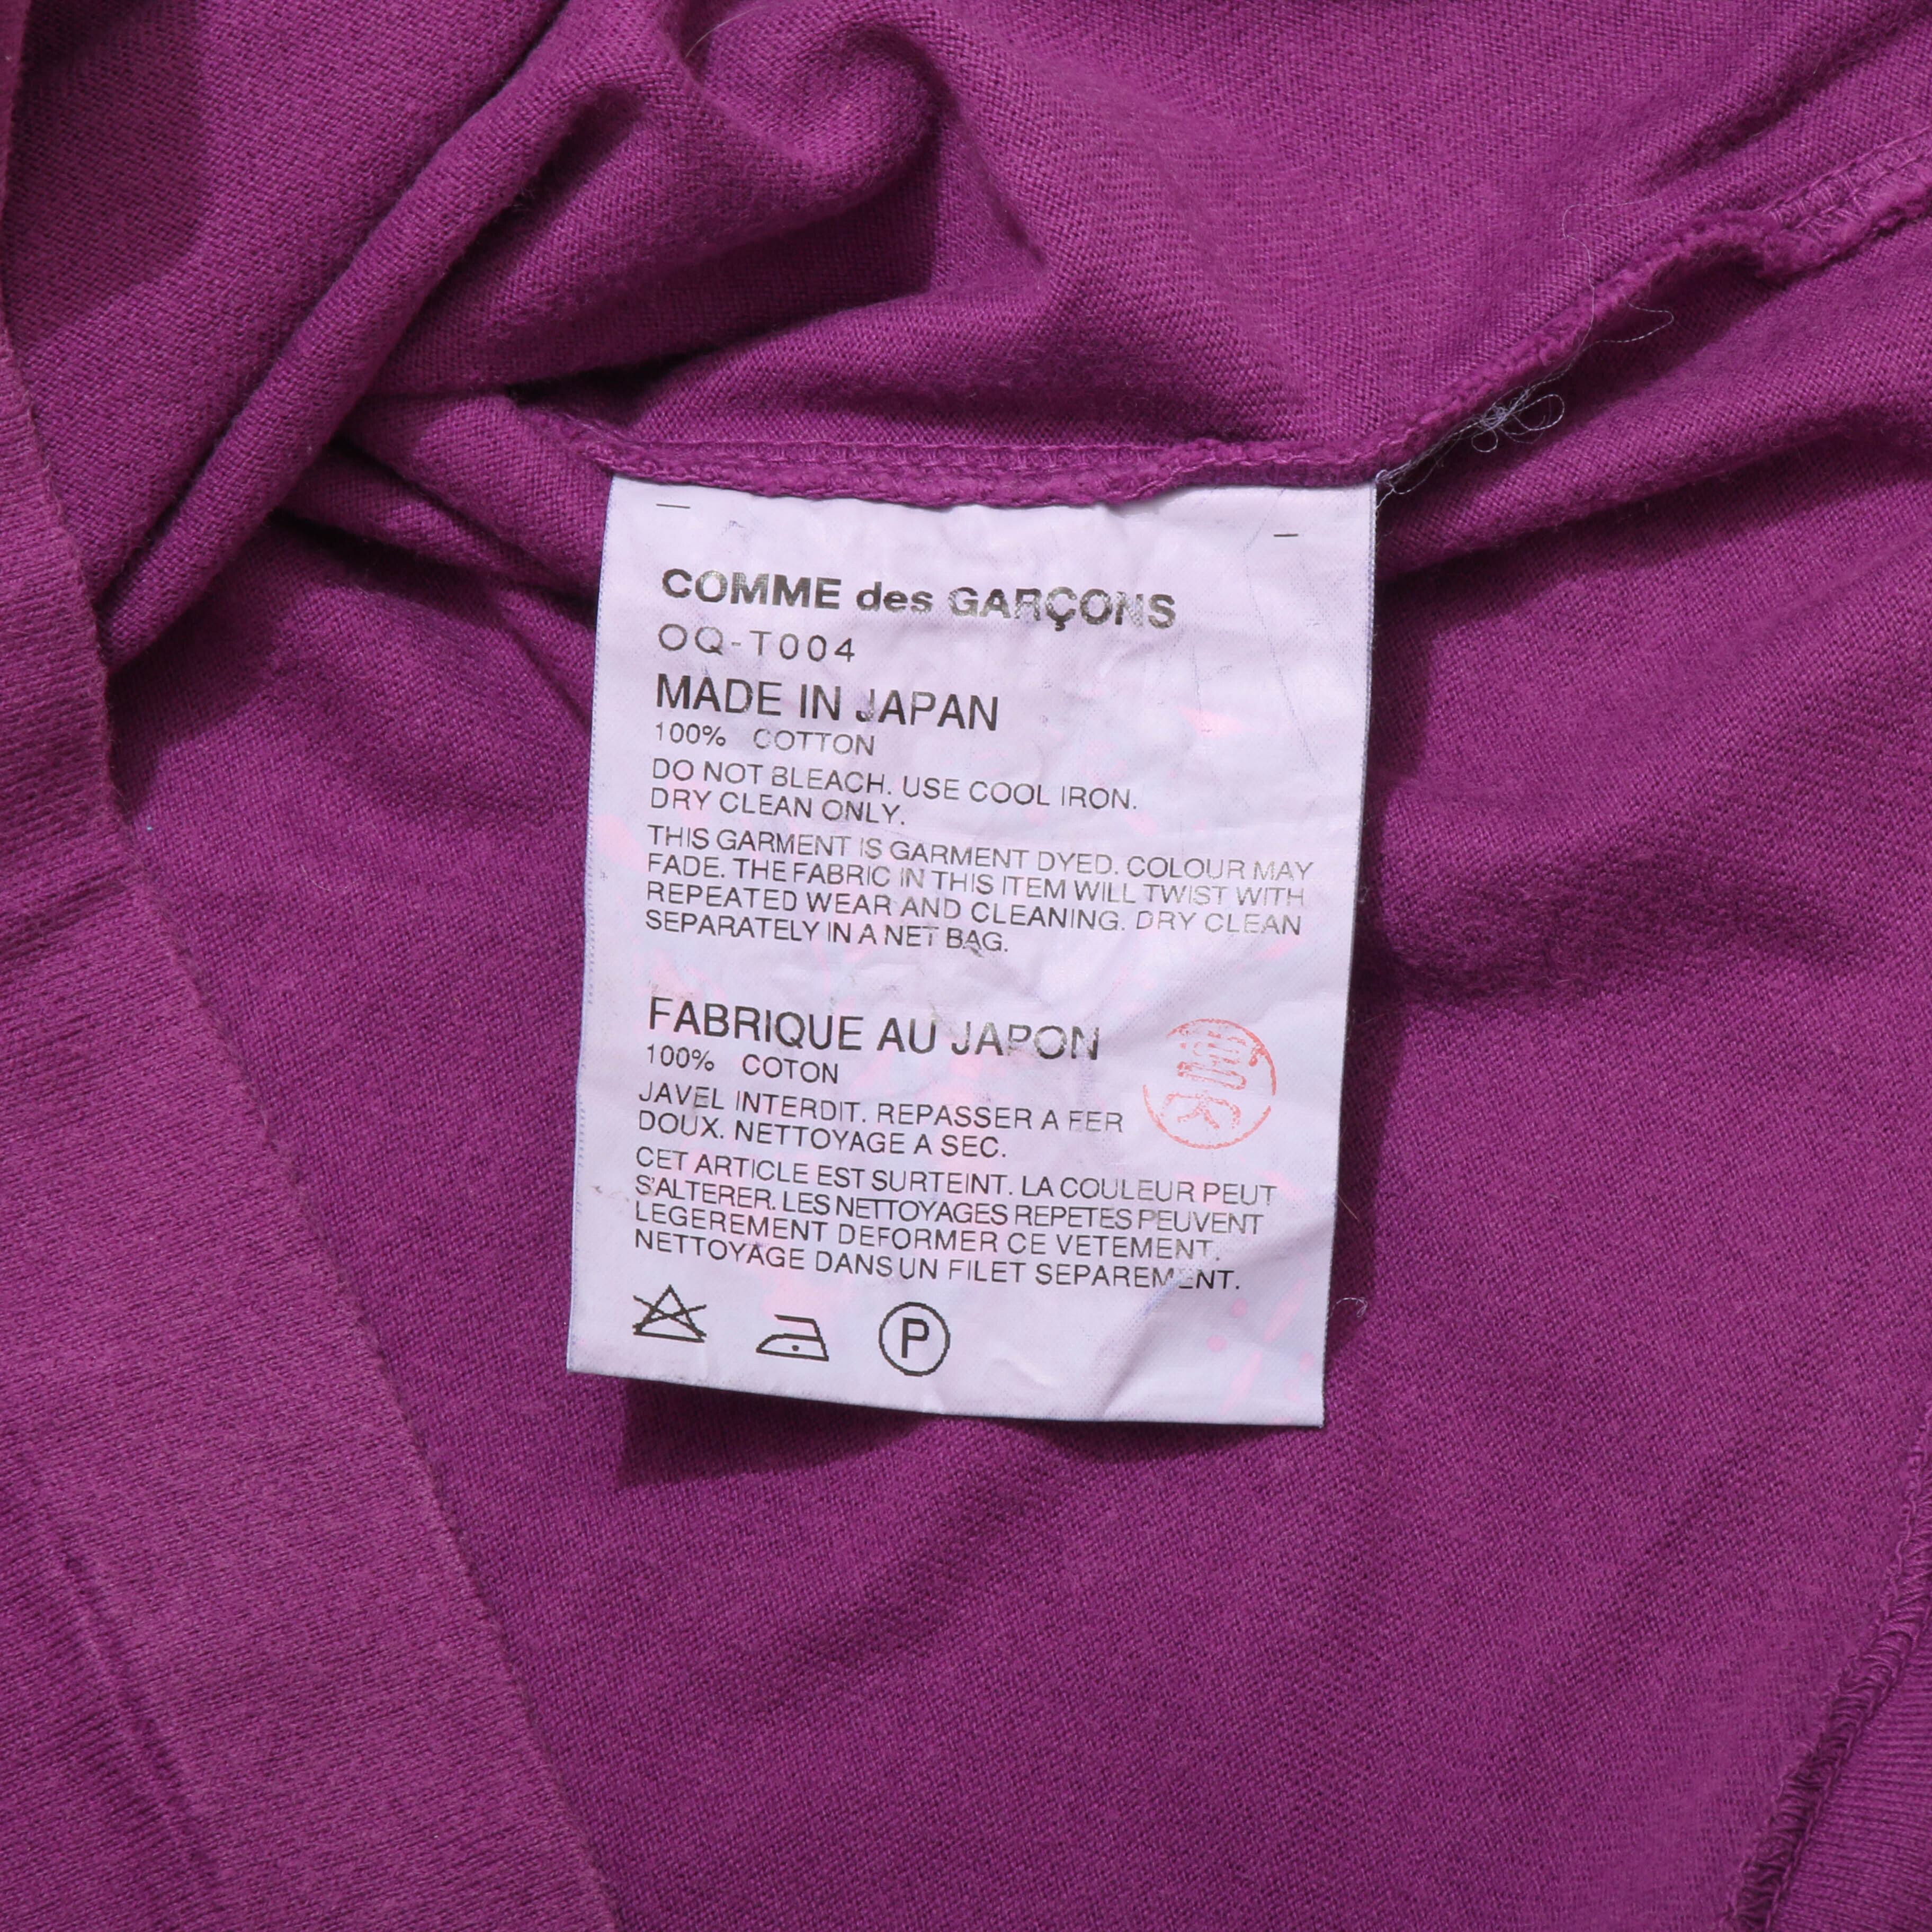 COMME des GARÇONS
OQ-T004
MADE IN JAPAN
100% COTTON
DO NOT BLEACH. USE COOL IRON.
DRY CLEAN ONLY.
THIS GARMENT IS GARMENT DYED. COLOUR MAY
FADE. THE FABRIC IN THIS ITEM WILL TWIST WITH
REPEATED WEAR AND CLEANING. DRY CLEAN
SEPARATELY IN A NET BAG.
FABRIQUE AU JAPON
100% COTON
JAVEL INTERDIT. REPASSER A FER
DOUX. NETTOYAGE A SEC.
CET ARTICLE EST SURTEINT. LA COULEUR PEUT
S'ALTERER. LES NETTOYAGES REPETES PEUVENT
LEGEREMENT DEFORMER CE VETEMENT.
NETTOYAGE DANS UN FILET SEPAREMENT.
P